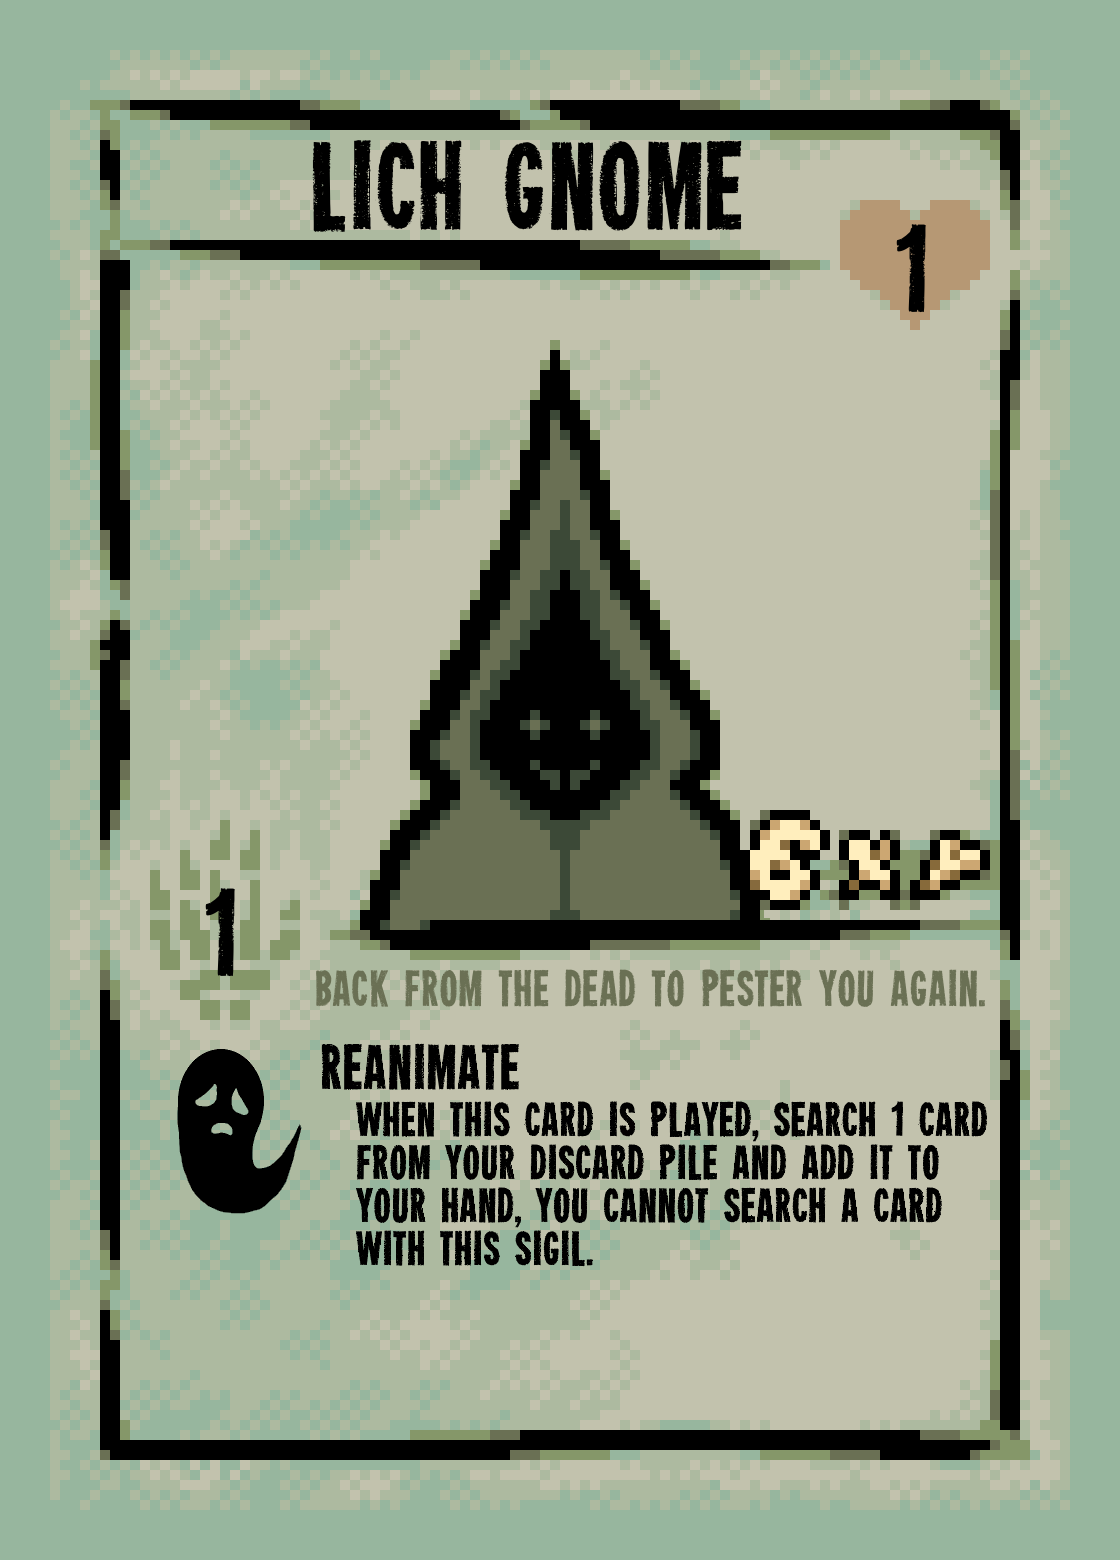 LICH GNOME
1
6 X
1
BACK FROM THE DEAD TO PESTER YOU AGAIN.
REANIMATE
WHEN THIS CARD IS PLAYED, SEARCH 1 CARD
FROM YOUR DISCARD PILE AND ADD IT TO
YOUR HAND, YOU CANNOT SEARCH A CARD
WITH THIS SIGIL.